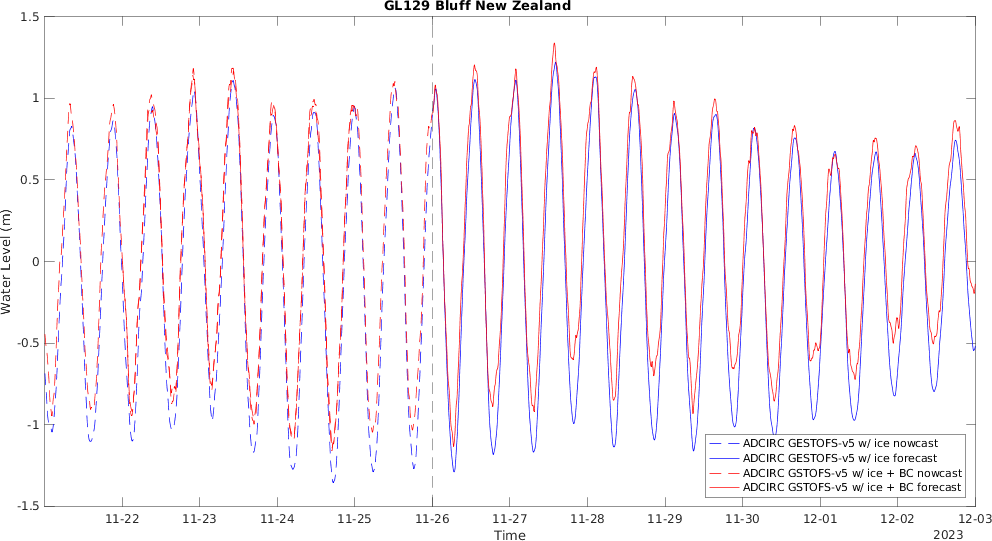 GL129 Bluff New Zealand
1.5
1
0.5
0
-0.5
-1
-1.5
Water Level (m)
11-22
11-23
11-24
11-25
11-26
11-27
11-28
11-29
11-30
12-01
12-02
12-03
Time
2023
ADCIRC GESTOFS-v5 w/ ice nowcast
ADCIRC GESTOFS-v5 w/ ice forecast
ADCIRC GSTOFS-v5 w/ ice + BC nowcast
ADCIRC GSTOFS-v5 w/ ice + BC forecast